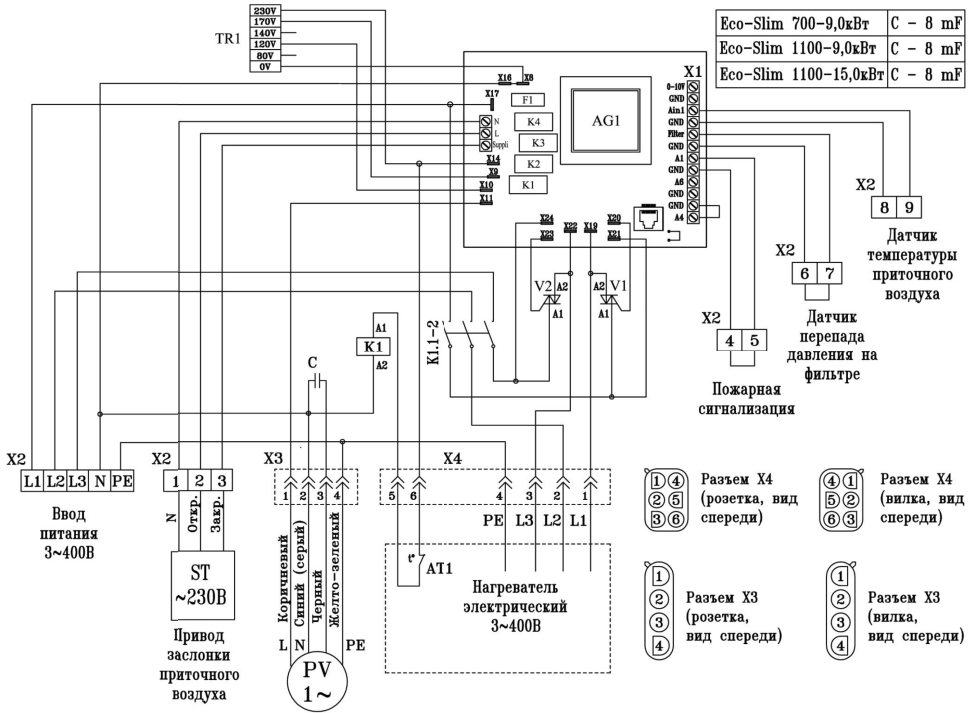 TR1
230V
170V
140V
120V
80V
0V
Eco-Slim 700-9,0кВт C - 8 mF
Eco-Slim 1100-9,0кВт C - 8 mF
Eco-Slim 1100-15,0кВт C - 8 mF
X16 X8
X17
F1
N
K4
L
K3
Suppli
X14
K2
X9
X10
K1
X11
AG1
X1
0-10V
GND
Ain1
GND
Filter
GND
A1
GND
A6
GND
GND
A4
X24
X23
X22
X19
X20
X21
V2
A2
A1
A2
V1
A1
X2
8 9
Датчик
температуры
приточного
воздуха
X2
6 7
Датчик
перепада
давления на
фильтре
X2
4 5
Пожарная
сигнализация
A1
K1
A2
K1.1-2
C
X2
L1 L2 L3 N PE
Ввод
питания
3~400В
X2
1 2 3
N
Откр.
Закр.
ST
~230В
Привод
заслонки
приточного
воздуха
X3
1 2 3 4
Коричневый
Синий (серый)
Черный
Желто-зеленый
L N PE
PV
1~
X4
5 6 4 3 2 1
PE L3 L2 L1
t°
AT1
Нагреватель
электрический
3~400В
1 4
2 5
3 6
Разъем X4
(розетка, вид
спереди)
4 1
5 2
6 3
Разъем X4
(вилка, вид
спереди)
1
2
3
4
Разъем X3
(розетка,
вид спереди)
1
2
3
4
Разъем X3
(вилка,
вид спереди)